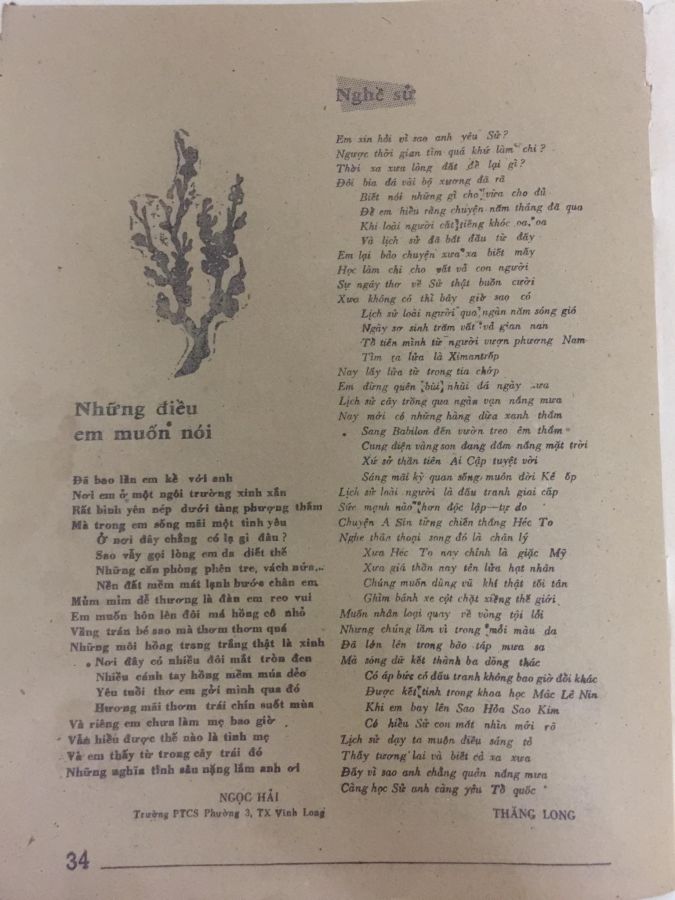 Những điều
em muốn nói
Đã bao lần em kể với anh
Nơi em ở một ngôi trường xinh xắn
Rất bình yên nép dưới tàng phượng thắm
Mà trong em sống mãi một tình yêu
Ở nơi đây chẳng có lạ gì đâu?
Sao vẫy gọi lòng em da diết thế
Những căn phòng phên tre, vách nứa...
Nền đất mềm mát lạnh bước chân em
Mủm mỉm dễ thương là đàn em reo vui
Em muốn hôn lên đôi má hồng cô nhỏ
Vầng trán bé sao mà thơm thơm quá
Những môi hồng trong trắng thật là xinh
Nơi đây có nhiều đôi mắt tròn đen
Nhiều cánh tay hồng mềm múa dẻo
Yêu tuổi thơ em gởi mình qua đó
Hương mãi thơm trái chín suốt mùa
Và riêng em chưa làm mẹ bao giờ
Vẫn hiểu được thế nào là tình mẹ
Và em thấy từ trong cây trái đó
Những nghĩa tình sâu nặng lắm anh ơi
NGỌC HẢI
Trường PTCS Phường 3, TX Vĩnh Long
Nghề sử
Em xin hỏi vì sao anh yêu Sử?
Ngược thời gian tìm quá khứ làm chi?
Thời xa xưa lòng đất để lại gì?
Đôi bia đá vài bộ xương đã rã
Biết nói những gì cho vừa cho đủ
Để em hiểu rằng chuyện năm tháng đã qua
Khi loài người cất tiếng khóc oa, oa
Và lịch sử đã bắt đầu từ đấy
Em lại bảo chuyện xưa xa biết mấy
Học làm chi cho vất vả con người
Sự ngây thơ về Sử thật buồn cười
Xưa không có thì bây giờ sao có
Lịch sử loài người qua ngàn năm sóng gió
Ngày sơ sinh trăm vất vả gian nan
Tổ tiên mình từ người vượn phương Nam
Tìm ra lửa là Ximantrốp
Nay lấy lửa từ trong tia chớp
Em đừng quên bùi nhùi đá ngày xưa
Lịch sử cây trồng qua ngàn vạn nắng mưa
Nay mới có những hàng dừa xanh thắm
Sang Babilon đến vườn treo êm thắm
Cung điện vàng son đang đẫm nắng mặt trời
Xứ sở thần tiên Ai Cập tuyệt vời
Sáng mãi kỳ quan sống muôn đời Kê ốp
Lịch sử loài người là đấu tranh giai cấp
Sức mạnh nào hơn độc lập — tự do
Chuyện A Sin từng chiến thắng Héc To
Nghe thần thoại song đó là chân lý
Xưa Héc To nay chính là giặc Mỹ
Xưa giả thần nay tên lửa hạt nhân
Chúng muốn dùng vũ khí thật tối tân
Ghìm bánh xe cột chặt xiềng thế giới
Muốn nhân loại quay về vòng tội lỗi
Nhưng chúng lầm vì trong mỗi màu da
Đã lớn lên trong bão táp mưa sa
Mà sóng dữ kết thành ba dòng thác
Có áp bức có đấu tranh không bao giờ đổi khác
Được kết tinh trong khoa học Mác Lê Nin
Khi em bay lên Sao Hỏa Sao Kim
Có hiểu Sử con mắt nhìn mới rõ
Lịch sử dạy ta muôn điều sáng tỏ
Thấy tương lai và biết cả xa xưa
Đấy vì sao anh chẳng quản nắng mưa
Càng học Sử anh càng yêu Tổ quốc
THĂNG LONG
34